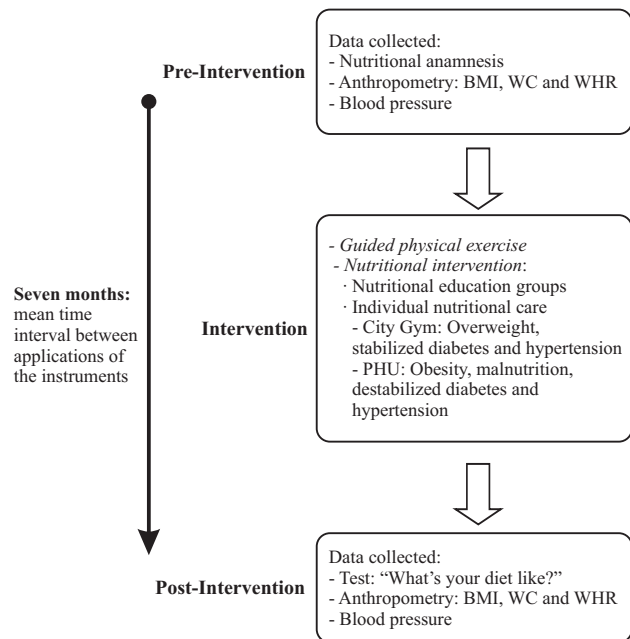 Pre-Intervention
Data collected:
- Nutritional anamnesis
- Anthropometry: BMI, WC and WHR
- Blood pressure
Seven months:
mean time
interval between
applications of
the instruments
Intervention
- Guided physical exercise
- Nutritional intervention:
· Nutritional education groups
· Individual nutritional care
- City Gym: Overweight,
stabilized diabetes and hypertension
- PHU: Obesity, malnutrition,
destabilized diabetes and
hypertension
Post-Intervention
Data collected:
- Test: “What’s your diet like?”
- Anthropometry: BMI, WC and WHR
- Blood pressure